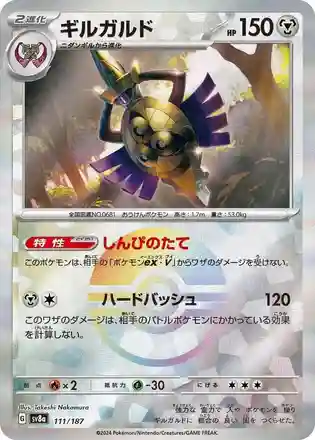 2進化
ギルガルド
HP 150
ニダンギルから進化
全国図鑑NO.0681 おうけんポケモン 高さ:1.7m 重さ:53.0kg
特性 しんぴのたて
このポケモンは、相手の「ポケモンex・V」からワザのダメージを受けない。
ハードバッシュ 120
このワザのダメージは、相手のバトルポケモンにかかっている効果
を計算しない。
弱点 ×2 抵抗力 -30 にげる
Illus. Takeshi Nakamura
G SV8a 111/187
©2024 Pokémon/Nintendo/Creatures/GAME FREAK.